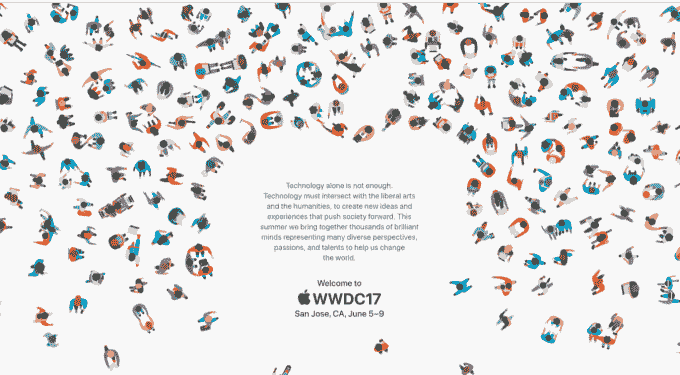 Technology alone is not enough.
Technology must intersect with the liberal arts
and the humanities, to create new ideas and
experiences that push society forward. This
summer we bring together thousands of brilliant
minds representing many diverse perspectives,
passions, and talents to help us change
the world.
Welcome to
WWDC17
San Jose, CA, June 5–9